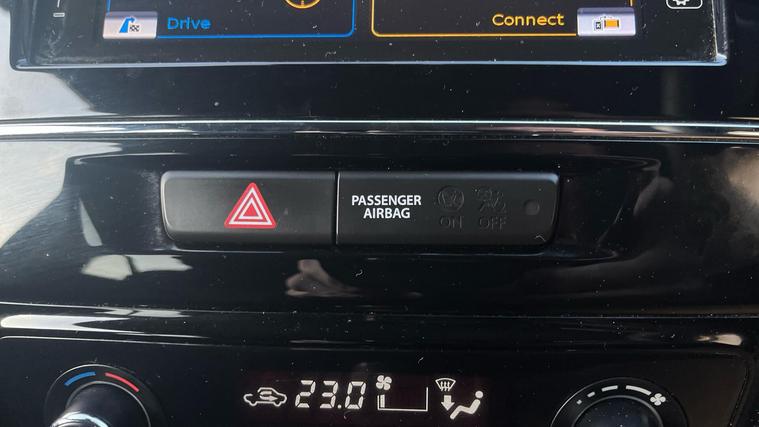 Drive
Connect
PASSENGER
AIRBAG
ON OFF
23.0